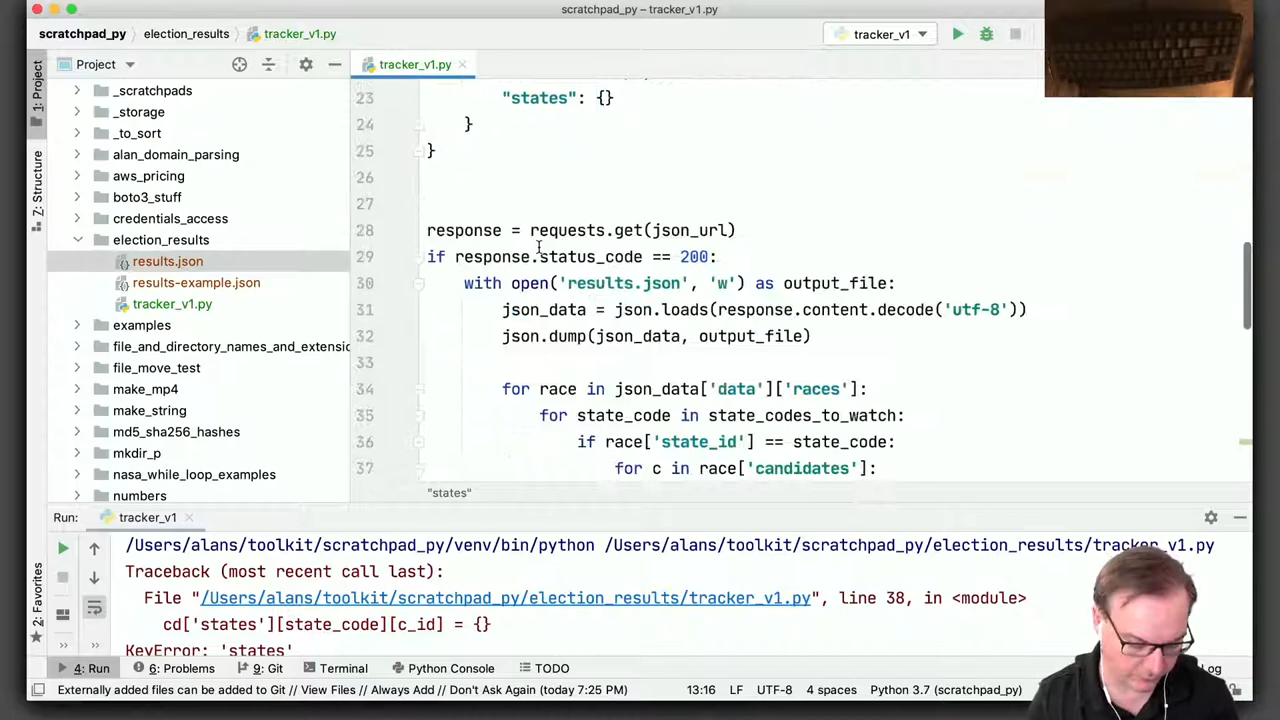 scratchpad_py – tracker_v1.py
scratchpad_py election_results tracker_v1.py tracker_v1
1: Project
Project
tracker_v1.py
Z: Structure
2: Favorites
_scratchpads
_storage
_to_sort
alan_domain_parsing
aws_pricing
boto3_stuff
credentials_access
election_results
results.json
results-example.json
tracker_v1.py
examples
file_and_directory_names_and_extensio
file_move_test
make_mp4
make_string
md5_sha256_hashes
mkdir_p
nasa_while_loop_examples
numbers
23 "states": {}
24 }
25 }
26
27
28 response = requests.get(json_url)
29 if response.status_code == 200:
30 with open('results.json', 'w') as output_file:
31 json_data = json.loads(response.content.decode('utf-8'))
32 json.dump(json_data, output_file)
33
34 for race in json_data['data']['races']:
35 for state_code in state_codes_to_watch:
36 if race['state_id'] == state_code:
37 for c in race['candidates']:
"states"
Run: tracker_v1
/Users/alans/toolkit/scratchpad_py/venv/bin/python /Users/alans/toolkit/scratchpad_py/election_results/tracker_v1.py
Traceback (most recent call last):
File "/Users/alans/toolkit/scratchpad_py/election_results/tracker_v1.py", line 38, in <module>
cd['states'][state_code][c_id] = {}
KeyError: 'states'
4: Run 6: Problems 9: Git Terminal Python Console TODO
Externally added files can be added to Git // View Files // Always Add // Don't Ask Again (today 7:25 PM) 13:16 LF UTF-8 4 spaces Python 3.7 (scratchpad_py)